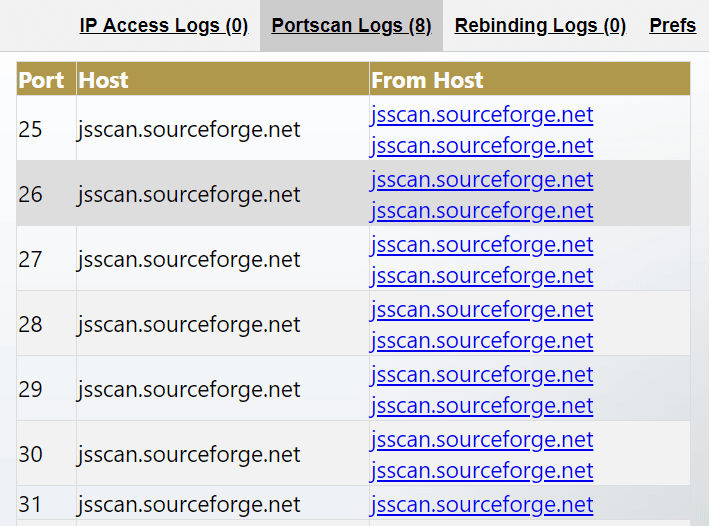 IP Access Logs (0) Portscan Logs (8) Rebinding Logs (0) Prefs
Port Host From Host
25 jsscan.sourceforge.net jsscan.sourceforge.net
jsscan.sourceforge.net
26 jsscan.sourceforge.net jsscan.sourceforge.net
jsscan.sourceforge.net
27 jsscan.sourceforge.net jsscan.sourceforge.net
jsscan.sourceforge.net
28 jsscan.sourceforge.net jsscan.sourceforge.net
jsscan.sourceforge.net
29 jsscan.sourceforge.net jsscan.sourceforge.net
jsscan.sourceforge.net
30 jsscan.sourceforge.net jsscan.sourceforge.net
jsscan.sourceforge.net
31 jsscan.sourceforge.net jsscan.sourceforge.net